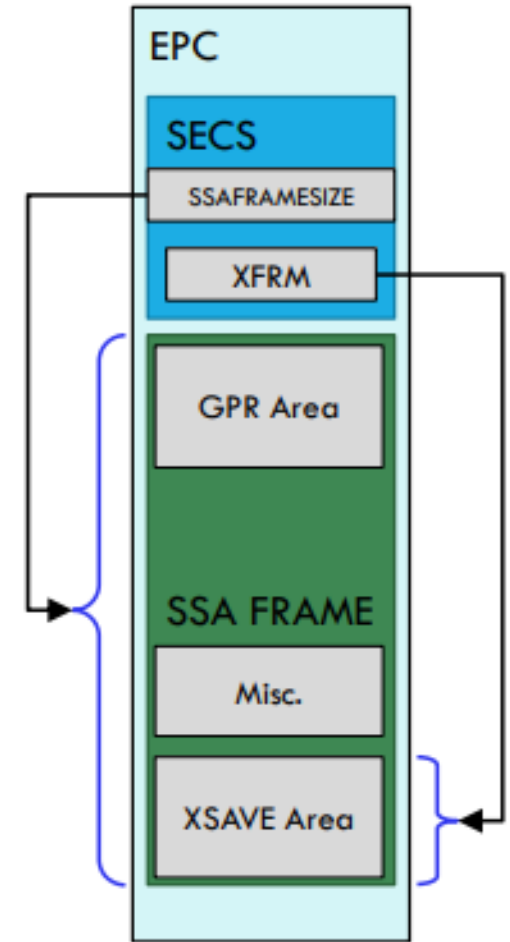 EPC
SECS
SSAFRAMESIZE
XFRM
GPR Area
SSA FRAME
Misc.
XSAVE Area